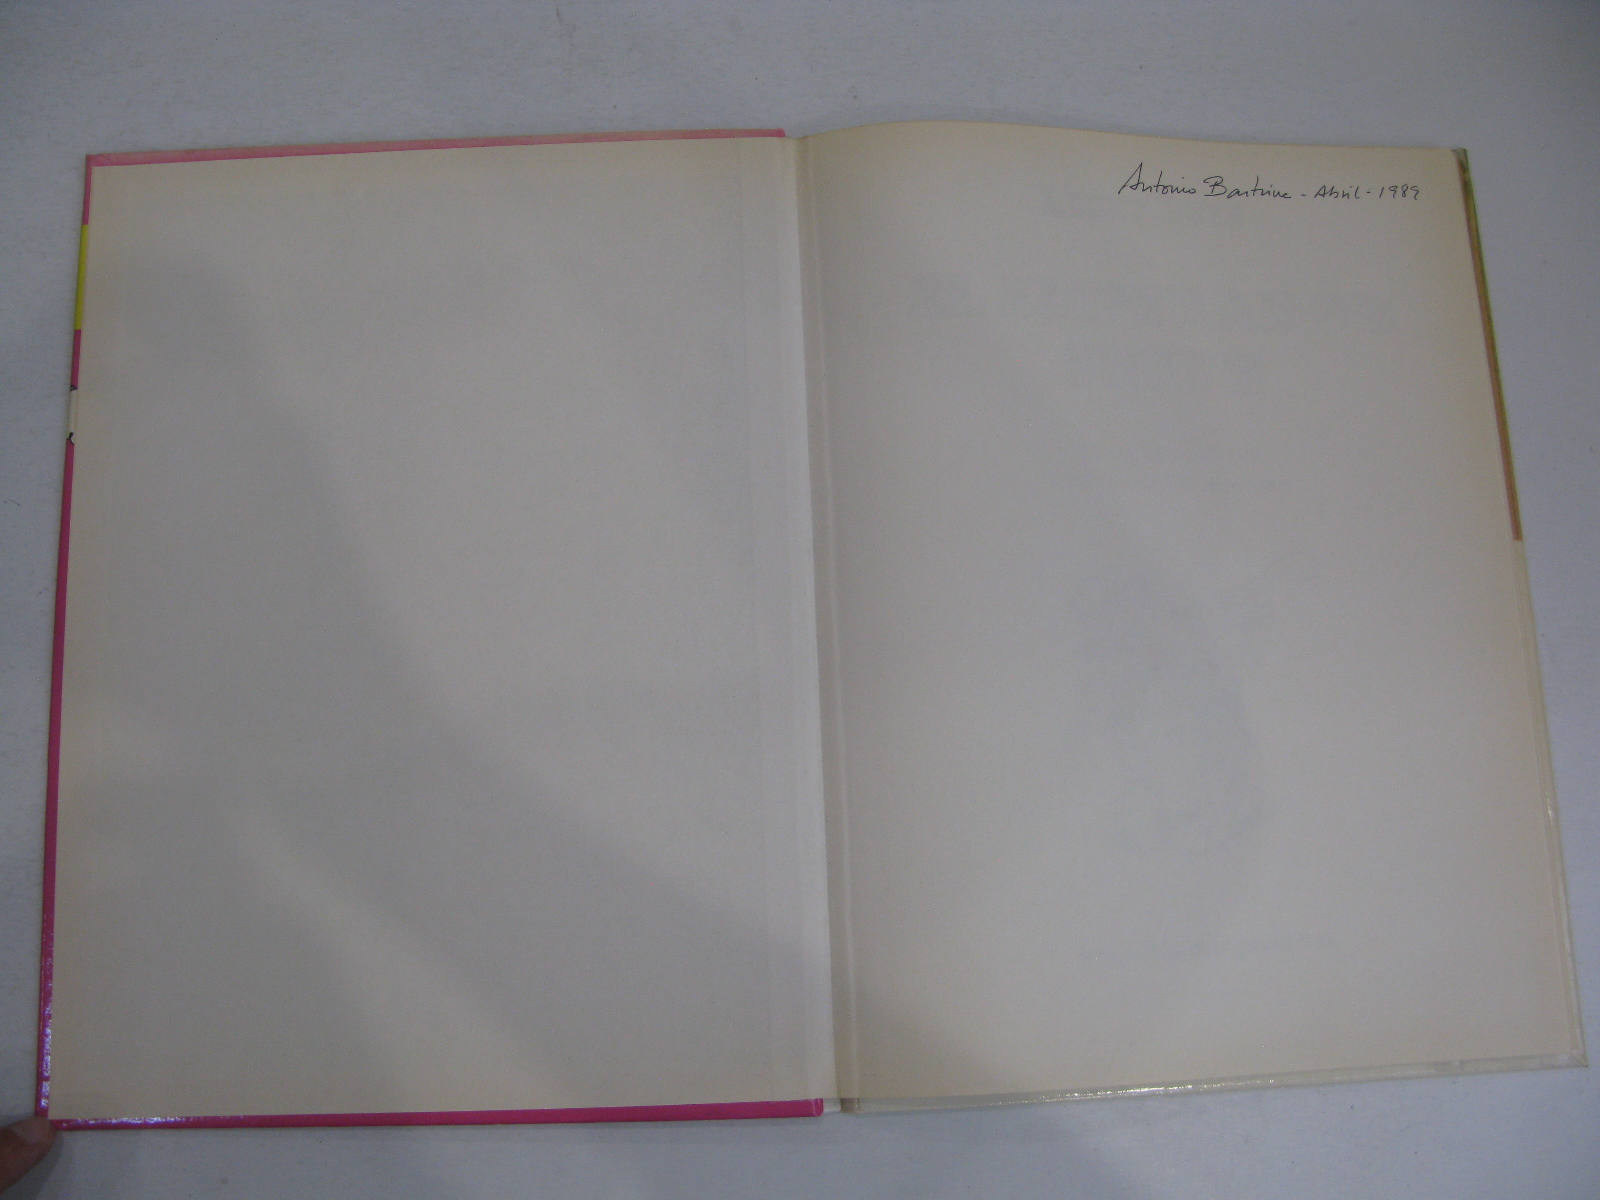 Antonio Bartrina - Abril - 1989